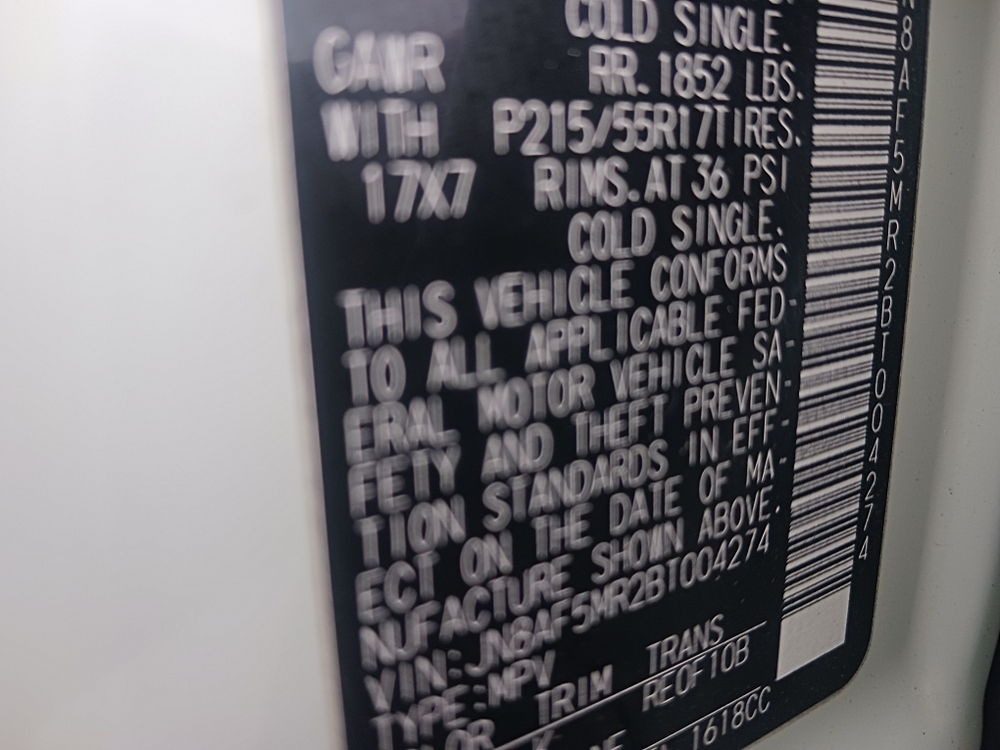 COLD SINGLE.
GAWR RR. 1852 LBS.
WITH P215/55R17TIRES.
17X7 RIMS. AT 36 PSI
COLD SINGLE.
THIS VEHICLE CONFORMS
TO ALL APPLICABLE FED-
ERAL MOTOR VEHICLE SA-
FETY AND THEFT PREVEN-
TION STANDARDS IN EFF-
ECT ON THE DATE OF MA-
NUFACTURE SHOWN ABOVE.
VIN: JN8AF5MR2BT004274
TYPE: MPV
TRIM TRANS
K RE0F10B
1618CC
N8AF5MR2BT004274